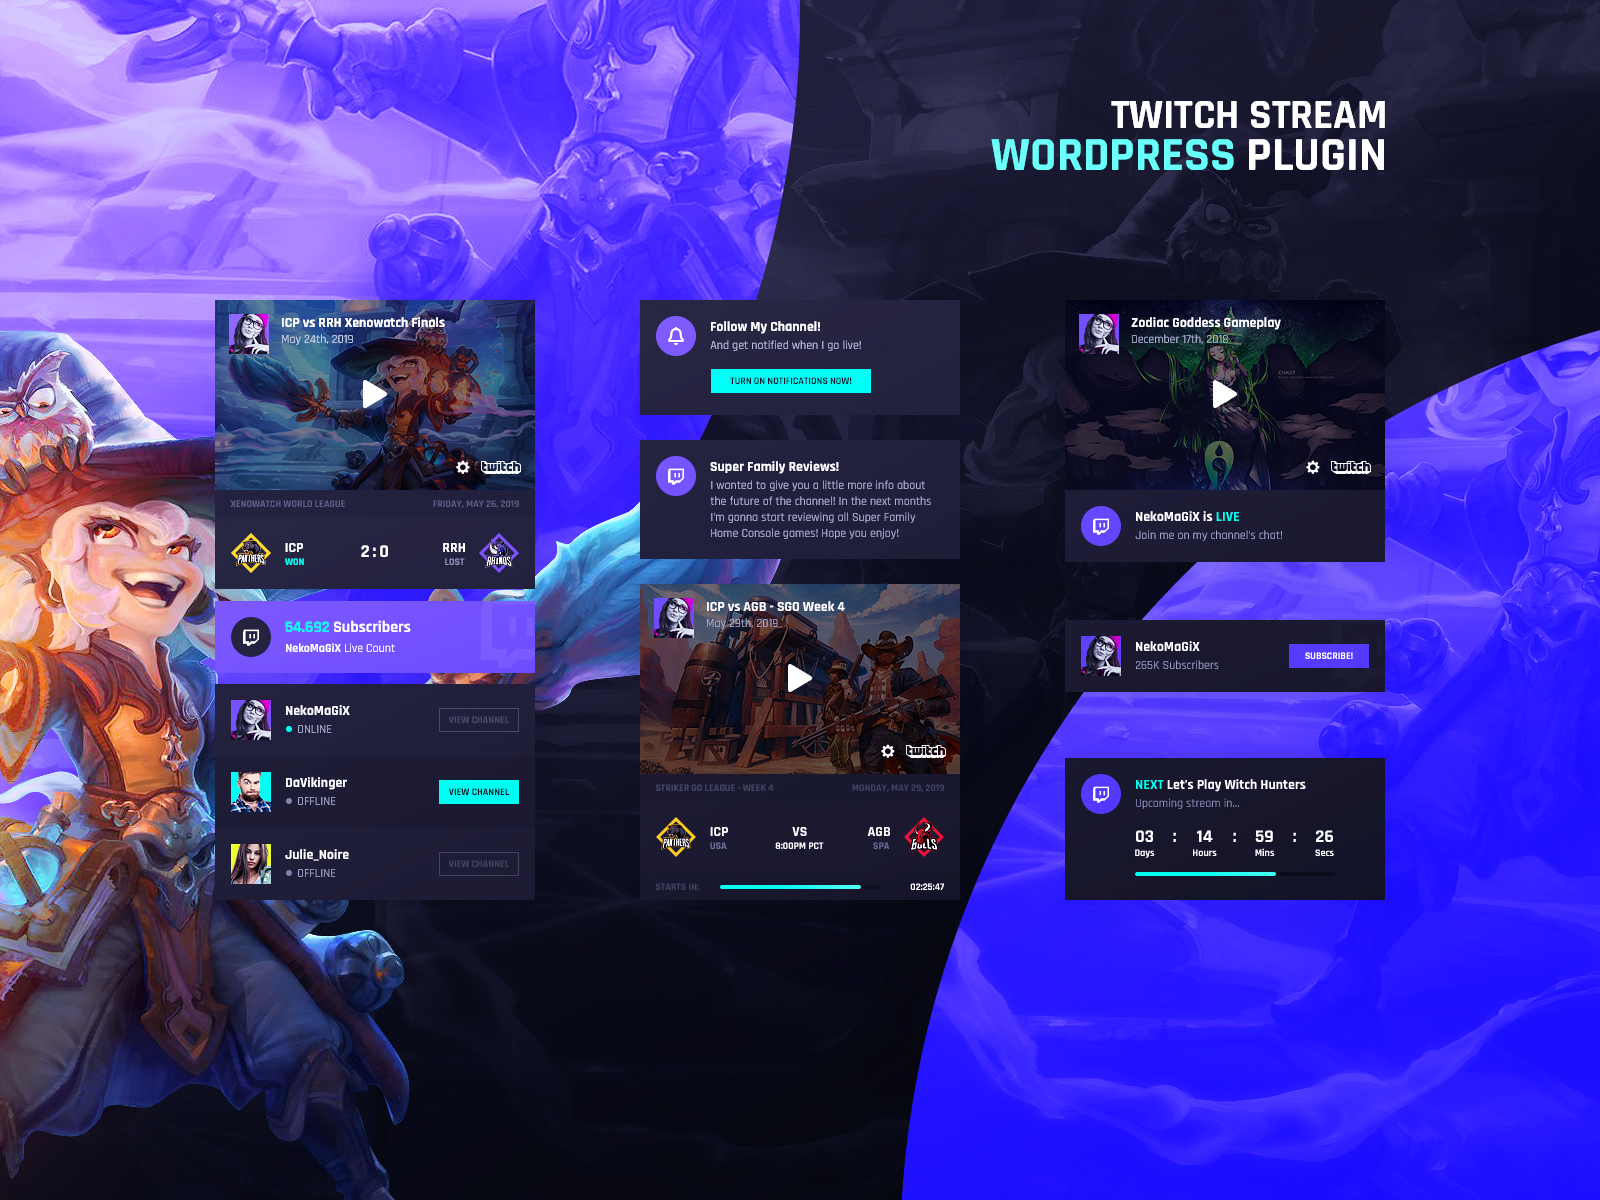 TWITCH STREAM
WORDPRESS PLUGIN
ICP vs RRH Xenowatch Finals
May 24th, 2019
twitch
XENOWATCH WORLD LEAGUE
FRIDAY, MAY 26, 2019
ICP
WON
2 : 0
RRH
LOST
PANTHERS
RHINOS
54.692 Subscribers
NekoMaGiX Live Count
NekoMaGiX
ONLINE
VIEW CHANNEL
DaVikinger
OFFLINE
VIEW CHANNEL
Julie_Noire
OFFLINE
VIEW CHANNEL
Follow My Channel!
And get notified when I go live!
TURN ON NOTIFICATIONS NOW!
Super Family Reviews!
I wanted to give you a little more info about
the future of the channel! In the next months
I'm gonna start reviewing all Super Family
Home Console games! Hope you enjoy!
ICP vs AGB - SGO Week 4
May 29th, 2019
twitch
STRIKER GO LEAGUE - WEEK 4
MONDAY, MAY 29, 2019
PANTHERS
ICP
USA
VS
8:00PM PCT
AGB
SPA
BULLS
STARTS IN:
02:25:47
Zodiac Goddess Gameplay
December 17th, 2018
CHALLY
twitch
NekoMaGiX is LIVE
Join me on my channel's chat!
NekoMaGiX
265K Subscribers
SUBSCRIBE!
NEXT Let's Play Witch Hunters
Upcoming stream in...
03 : 14 : 59 : 26
Days Hours Mins Secs